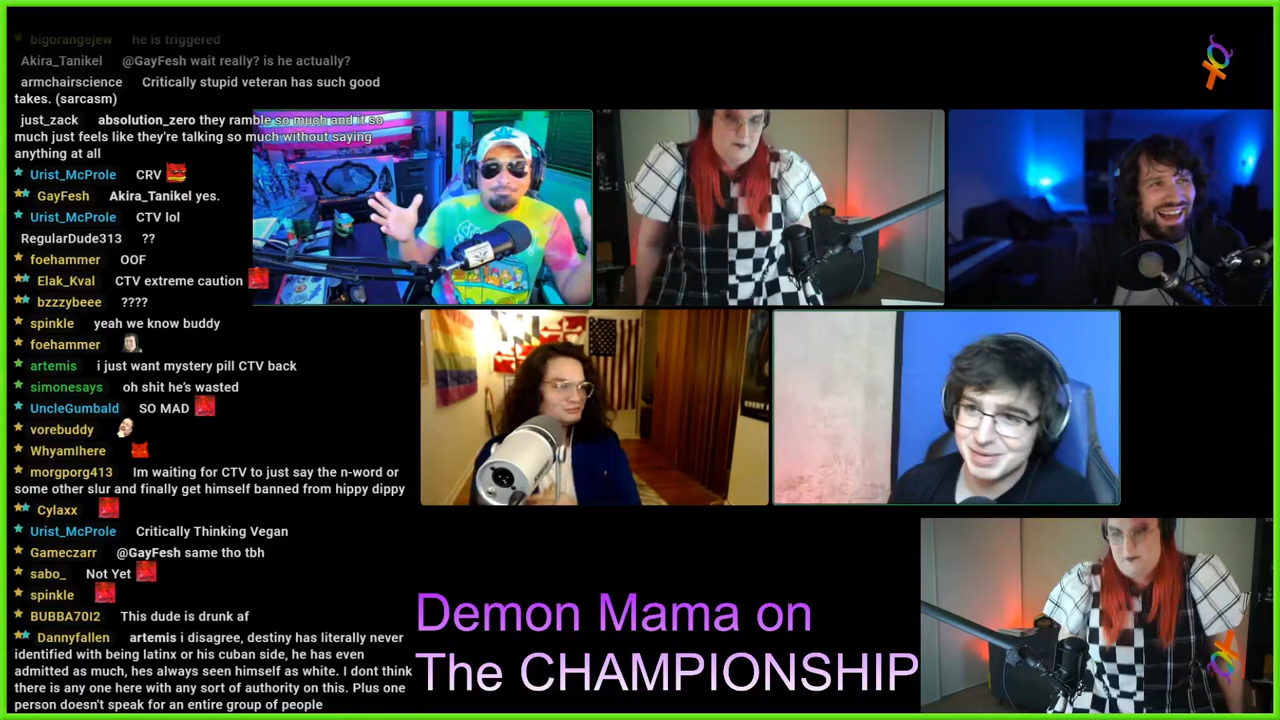 bigorangejew he is triggered
Akira_Tanikel @GayFesh wait really? is he actually?
armchairscience Critically stupid veteran has such good
takes. (sarcasm)
just_zack absolution_zero they ramble so much and it so
much just feels like they're talking so much without saying
anything at all
Urist_McProle CRV
GayFesh Akira_Tanikel yes.
Urist_McProle CTV lol
RegularDude313 ??
foehammer OOF
Elak_Kval CTV extreme caution
bzzzybeee ????
spinkle yeah we know buddy
foehammer
artemis i just want mystery pill CTV back
simonesays oh shit he's wasted
UncleGumbald SO MAD
vorebuddy
WhyamIhere
morgporg413 Im waiting for CTV to just say the n-word or
some other slur and finally get himself banned from hippy dippy
Cylaxx
Urist_McProle Critically Thinking Vegan
Gameczarr @GayFesh same tho tbh
sabo_ Not Yet
spinkle
BUBBA70I2 This dude is drunk af
Dannyfallen artemis i disagree, destiny has literally never
identified with being latinx or his cuban side, he has even
admitted as much, hes always seen himself as white. I dont think
there is any one here with any sort of authority on this. Plus one
person doesn't speak for an entire group of people
Demon Mama on
The CHAMPIONSHIP